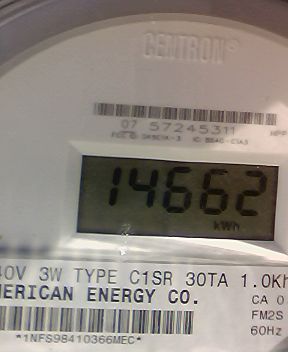 CENTRON®
07 57245311
14662
kWh
40V 3W TYPE C1SR 30TA 1.0Kh
MERICAN ENERGY CO.
CA 0.
FM2S
60Hz
*1NFS98410366MEC*